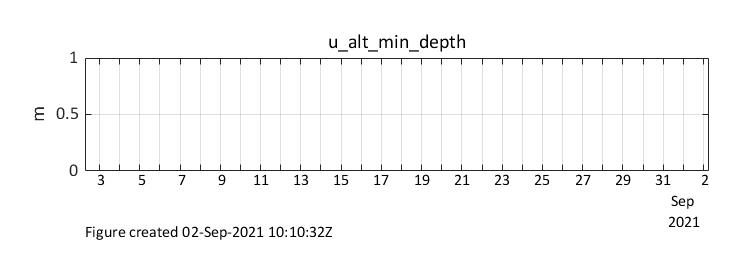 u_alt_min_depth
1
0.5
0
m
3 5 7 9 11 13 15 17 19 21 23 25 27 29 31 2
Sep
2021
Figure created 02-Sep-2021 10:10:32Z